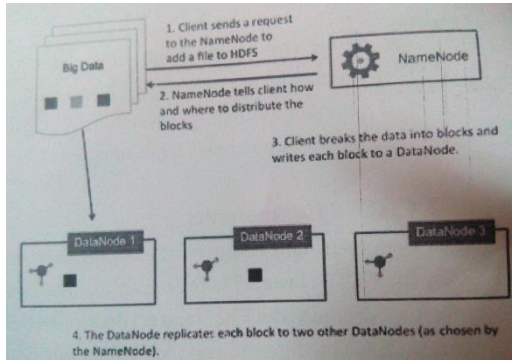 1. Client sends a request
to the NameNode to
add a file to HDFS
Big Data
NameNode
2. NameNode tells client how
and where to distribute the
blocks
3. Client breaks the data into blocks and
writes each block to a DataNode.
DataNode 1
DataNode 2
DataNode 3
4. The DataNode replicates each block to two other DataNodes (as chosen by
the NameNode).